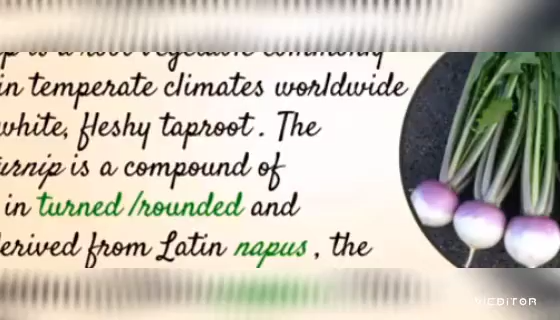 in temperate climates worldwide
white, fleshy taproot. The
is a compound of
in turned/rounded and
from Latin napus, the